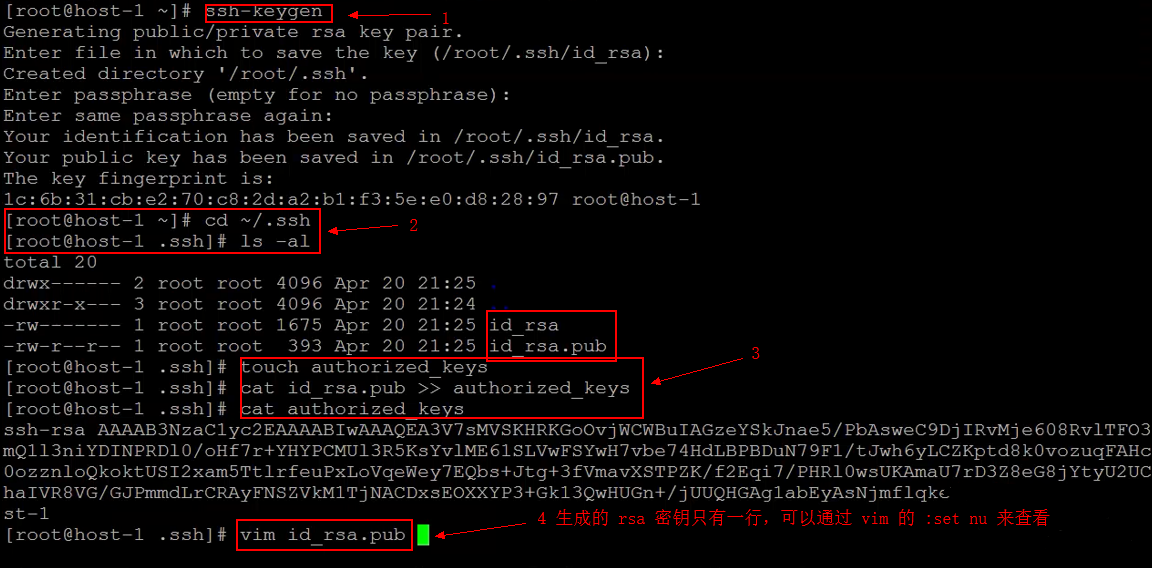 [root@host-1 ~]# ssh-keygen 1
Generating public/private rsa key pair.
Enter file in which to save the key (/root/.ssh/id_rsa):
Created directory '/root/.ssh'.
Enter passphrase (empty for no passphrase):
Enter same passphrase again:
Your identification has been saved in /root/.ssh/id_rsa.
Your public key has been saved in /root/.ssh/id_rsa.pub.
The key fingerprint is:
1c:6b:31:cb:e2:70:c8:2d:a2:b1:f3:5e:e0:d8:28:97 root@host-1
[root@host-1 ~]# cd ~/.ssh 2
[root@host-1 .ssh]# ls -al
total 20
drwx------ 2 root root 4096 Apr 20 21:25 .
drwxr-x--- 3 root root 4096 Apr 20 21:24
-rw------- 1 root root 1675 Apr 20 21:25 id_rsa
-rw-r--r-- 1 root root 393 Apr 20 21:25 id_rsa.pub
[root@host-1 .ssh]# touch authorized_keys 3
[root@host-1 .ssh]# cat id_rsa.pub >> authorized_keys
[root@host-1 .ssh]# cat authorized_keys
ssh-rsa AAAAB3NzaC1yc2EAAAABIwAAAQEA3V7sMVSKHRKGoOvjWCWBuIAGzeYSkJnae5/PbAsweC9DjIRvMje608RvlTFO3
mQ1l3niYDINPRDl0/oHf7r+YHYPCMUl3R5KsYvlME61SLVwFSYwH7vbe74HdLBPBDuN79F1/tJwh6yLCZKptd8k0vozuqFAHc
0ozznloQkoktUSI2xam5TtlrfeuPxLoVqeWey7EQbs+Jtg+3fVmavXSTPZK/f2Eqi7/PHRl0wsUKAmaU7rD3Z8eG8jYtyU2UC
haIVR8VG/GJPmmdLrCRAyFNSZVkM1TjNACDxsEOXXYP3+Gk13QwHUGn+/jUUQHGAg1abEyAsNjmflqk
st-1
[root@host-1 .ssh]# vim id_rsa.pub 4 生成的 rsa 密钥只有一行，可以通过 vim 的 :set nu 来查看